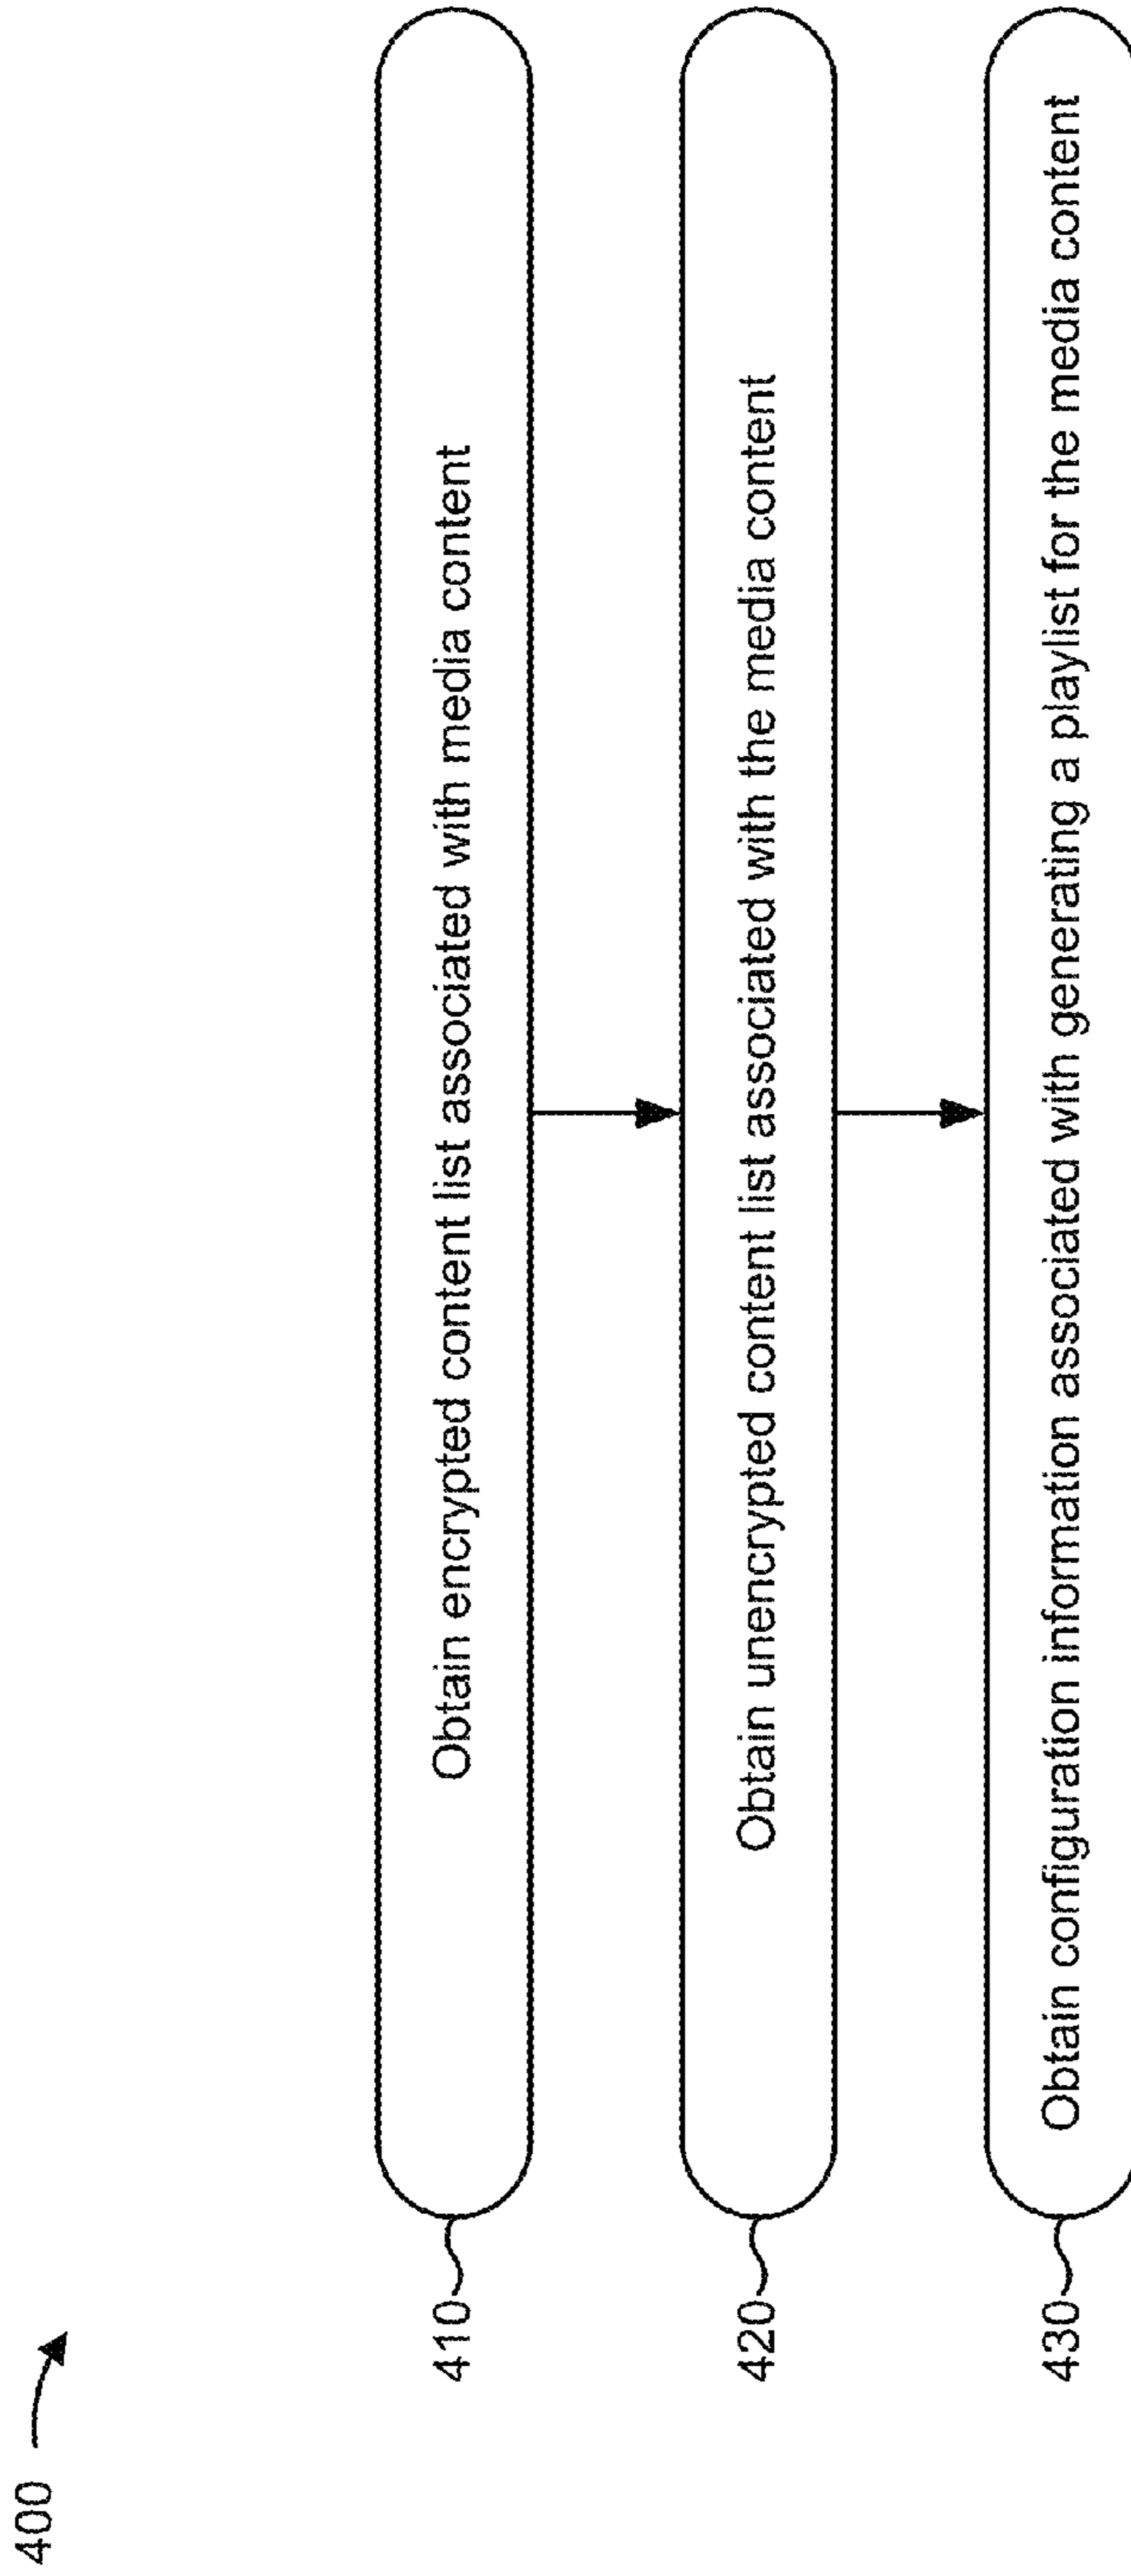 400
410
Obtain encrypted content list associated with media content
420
Obtain unencrypted content list associated with the media content
430
Obtain configuration information associated with generating a playlist for the media content